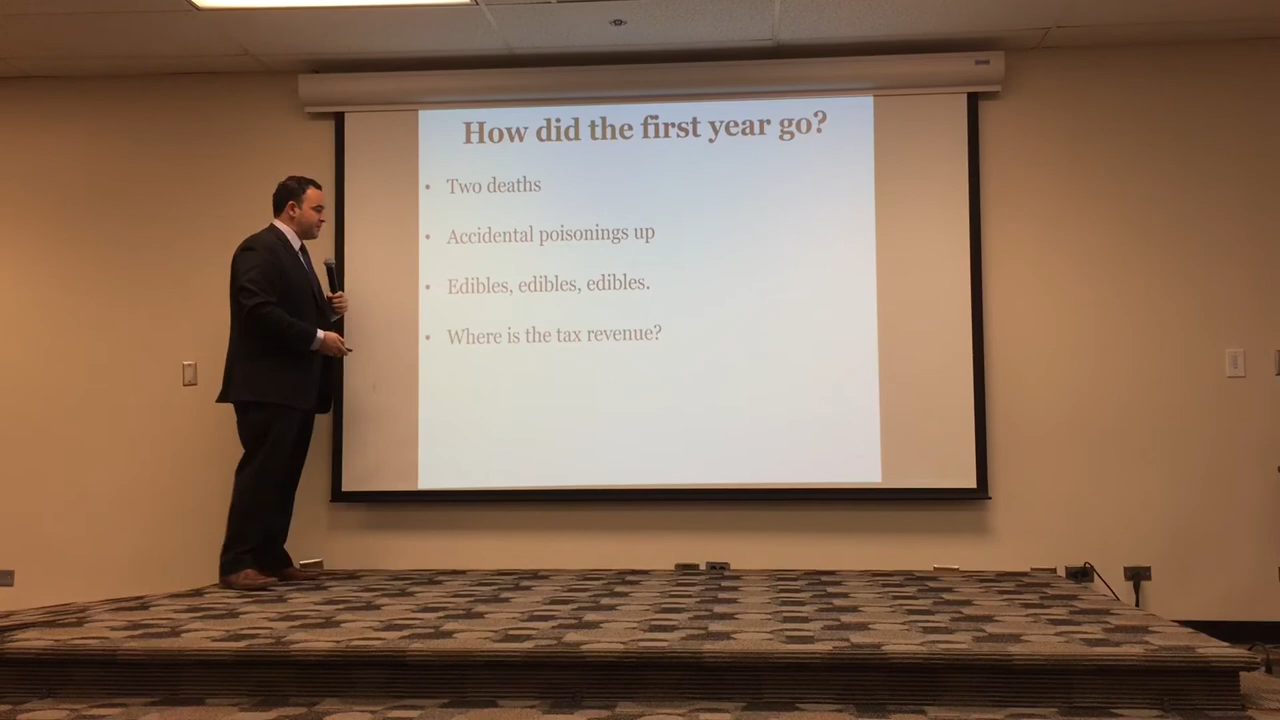 How did the first year go?
• Two deaths
• Accidental poisonings up
• Edibles, edibles, edibles.
• Where is the tax revenue?